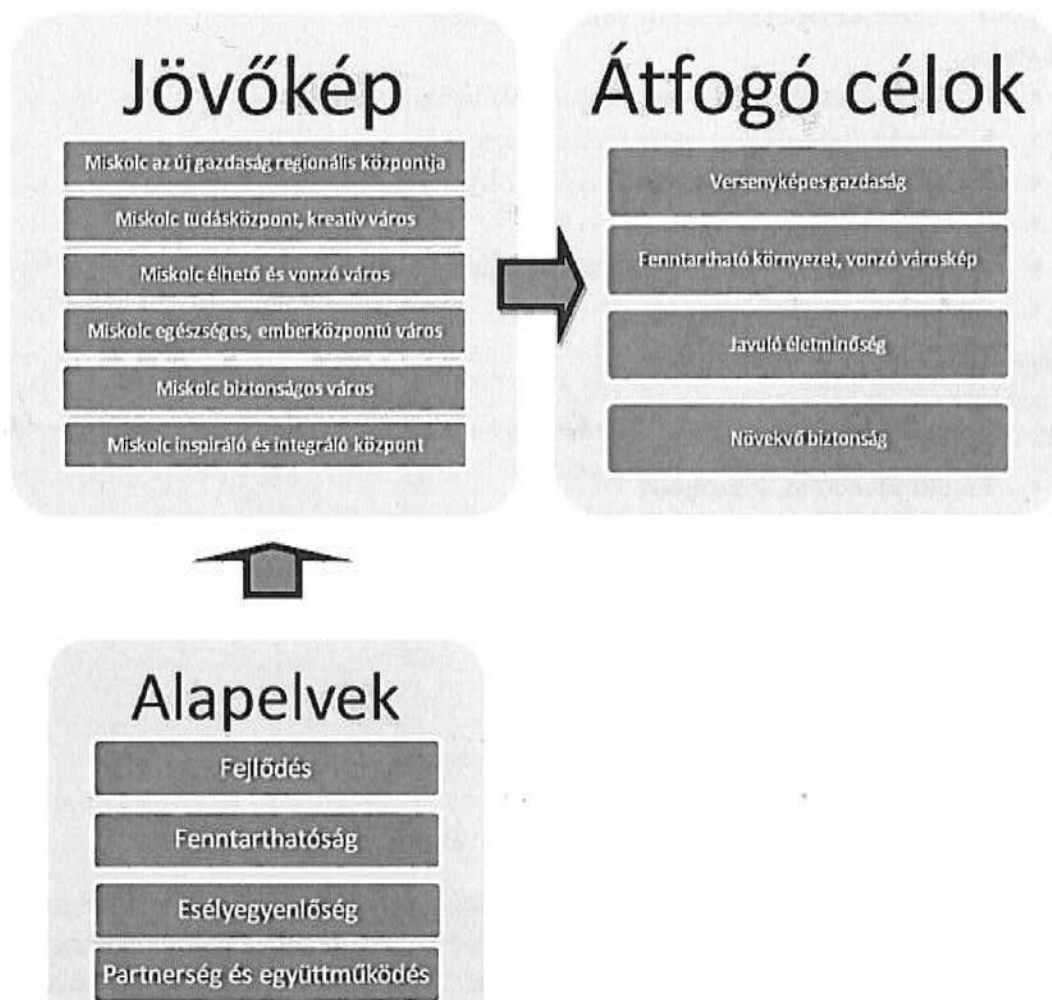 Jövőkép
Miskolc az új gazdaság regionális központja
Miskolc tudásközpont, kreatív város
Miskolc élhető és vonzó város
Miskolc egészséges, emberközpontú város
Miskolc biztonságos város
Miskolc inspiráló és integráló központ
Átfogó célok
Versenyképes gazdaság
Fenntartható környezet, vonzó városkép
Javuló életminőség
Növekvő biztonság
Alapelvek
Fejlődés
Fenntarthatóság
Esélyegyenlőség
Partnerség és együttműködés